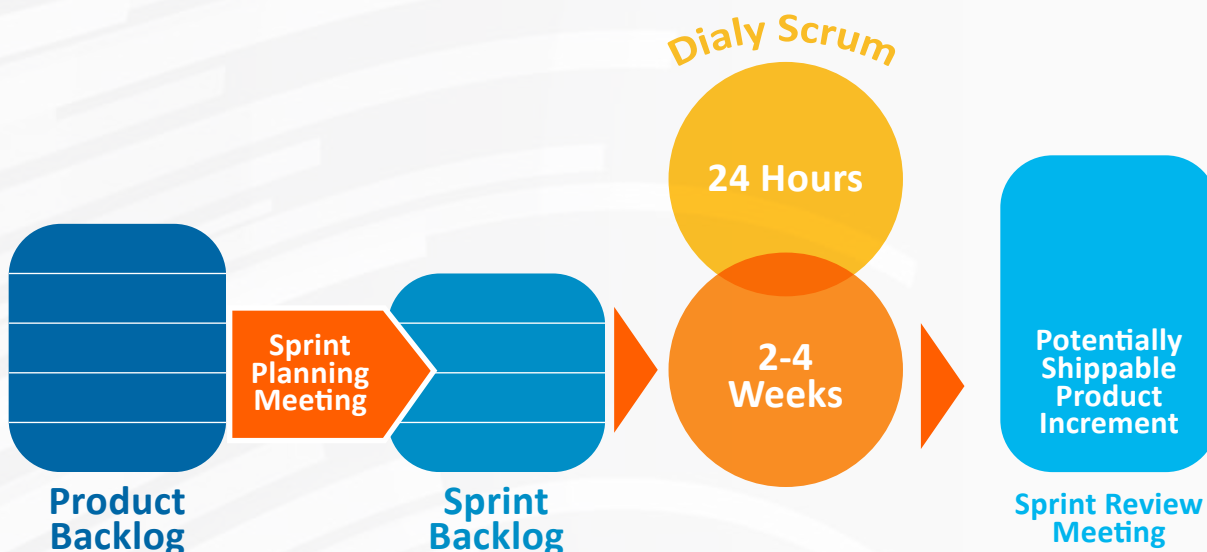 Dialy Scrum
24 Hours
Sprint
Planning
Meeting
2-4
Weeks
Potentially
Shippable
Product
Increment
Product
Backlog
Sprint
Backlog
Sprint Review
Meeting